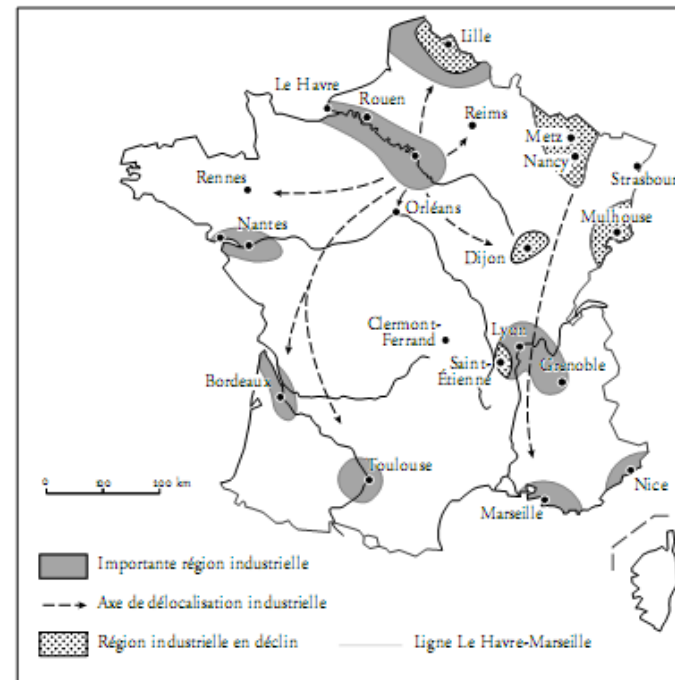 Lille
Le Havre
Rouen
Reims
Metz
Nancy
Strasbour
Rennes
Orléans
Mulhouse
Nantes
Dijon
Clermont-
Ferrand
Lyon
Saint-
Étienne
Grenoble
Bordeaux
Toulouse
Nice
Marseille
0 100 km
Importante région industrielle
Axe de délocalisation industrielle
Région industrielle en déclin
Ligne Le Havre-Marseille